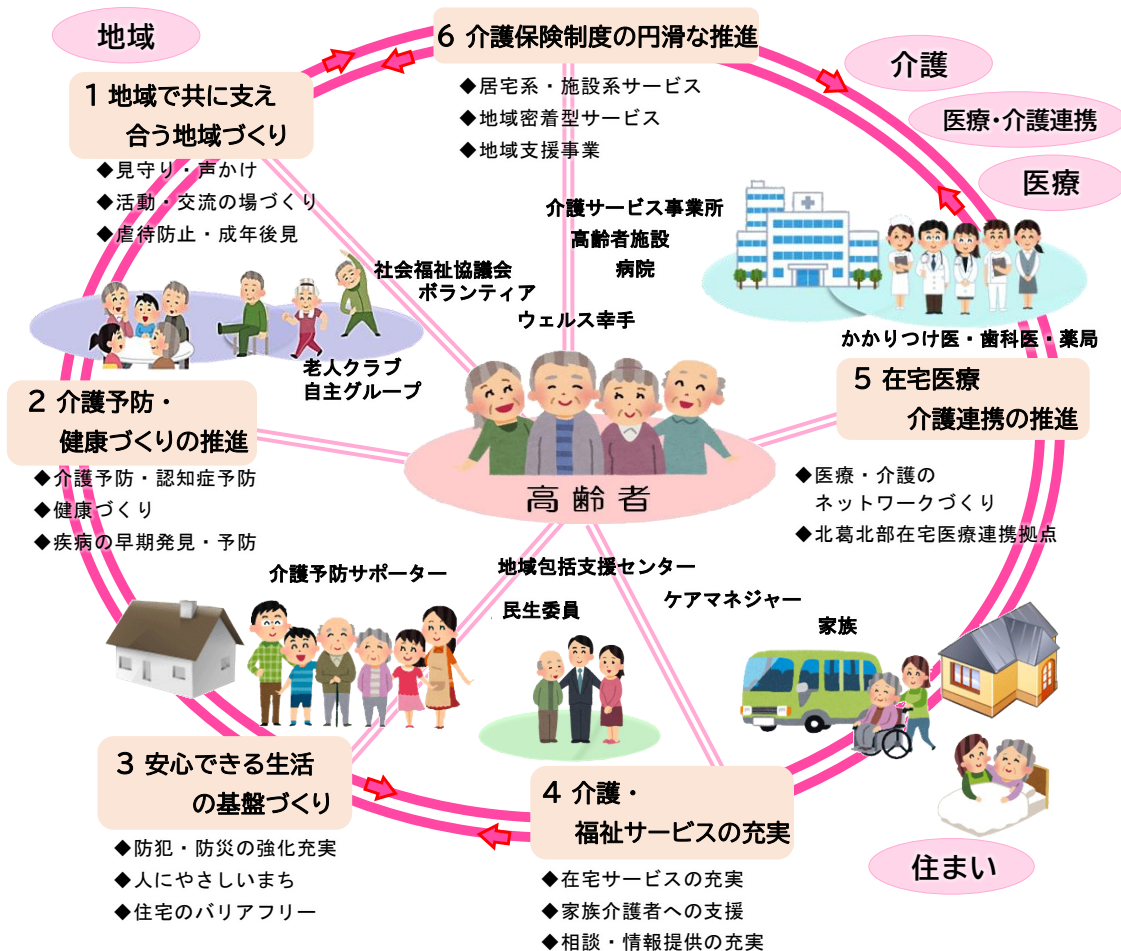 地域
6 介護保険制度の円滑な推進
◆居宅系・施設系サービス
◆地域密着型サービス
◆地域支援事業
介護
医療・介護連携
医療
1 地域で共に支え
合う地域づくり
◆見守り・声かけ
◆活動・交流の場づくり
◆虐待防止・成年後見
介護サービス事業所
高齢者施設
病院
社会福祉協議会
ボランティア
ウェルス幸手
老人クラブ
自主グループ
かかりつけ医・歯科医・薬局
2 介護予防・
健康づくりの推進
◆介護予防・認知症予防
◆健康づくり
◆疾病の早期発見・予防
高齢者
5 在宅医療
介護連携の推進
◆医療・介護の
ネットワークづくり
◆北葛北部在宅医療連携拠点
介護予防サポーター
地域包括支援センター
民生委員
ケアマネジャー
家族
3 安心できる生活
の基盤づくり
◆防犯・防災の強化充実
◆人にやさしいまち
◆住宅のバリアフリー
4 介護・
福祉サービスの充実
◆在宅サービスの充実
◆家族介護者への支援
◆相談・情報提供の充実
住まい